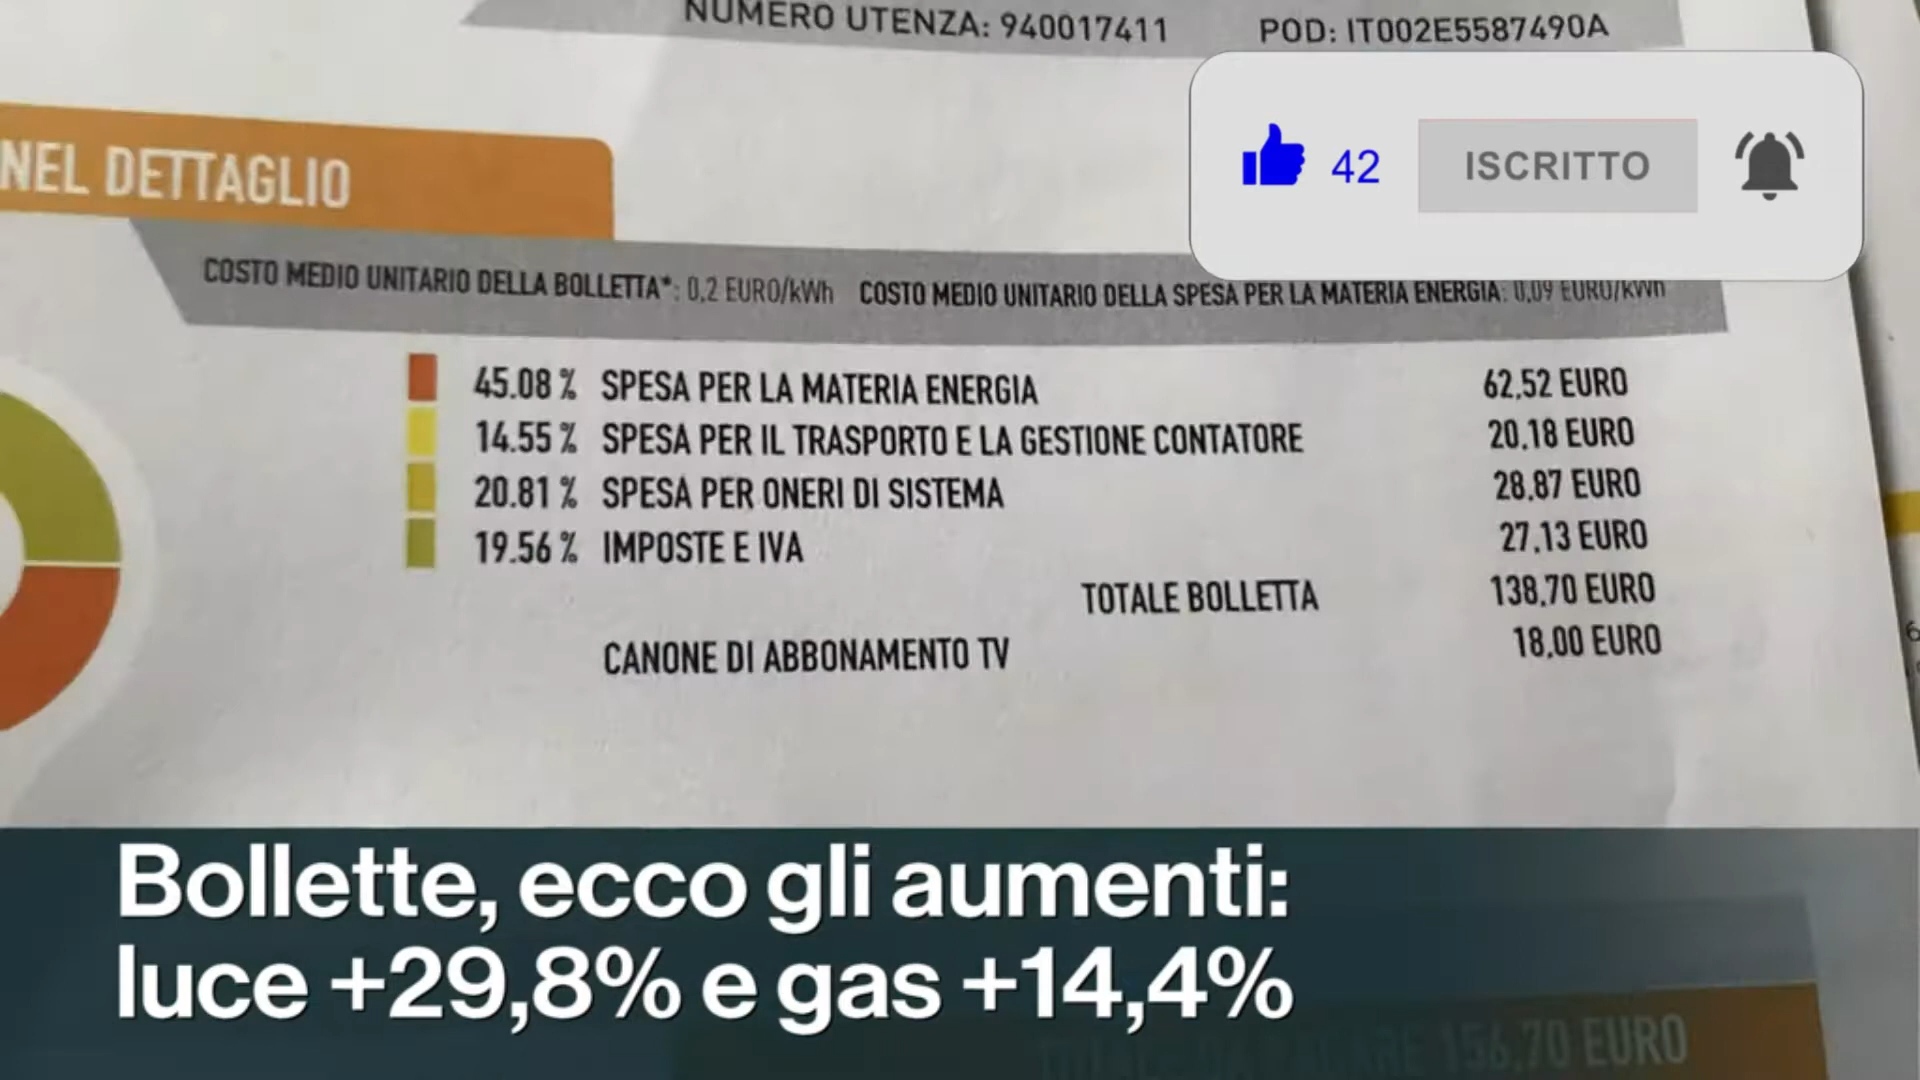 NUMERO UTENZA: 940017411 POD: IT002E5587490A
42 ISCRITTO
NEL DETTAGLIO
COSTO MEDIO UNITARIO DELLA BOLLETTA*: 0,2 EURO/kWh COSTO MEDIO UNITARIO DELLA SPESA PER LA MATERIA ENERGIA: 0,09 EURO/kWh
45.08 % SPESA PER LA MATERIA ENERGIA 62,52 EURO
14.55 % SPESA PER IL TRASPORTO E LA GESTIONE CONTATORE 20,18 EURO
20.81 % SPESA PER ONERI DI SISTEMA 28,87 EURO
19.56 % IMPOSTE E IVA 27,13 EURO
TOTALE BOLLETTA 138,70 EURO
CANONE DI ABBONAMENTO TV 18,00 EURO
Bollette, ecco gli aumenti:
luce +29,8% e gas +14,4%
156,70 EURO